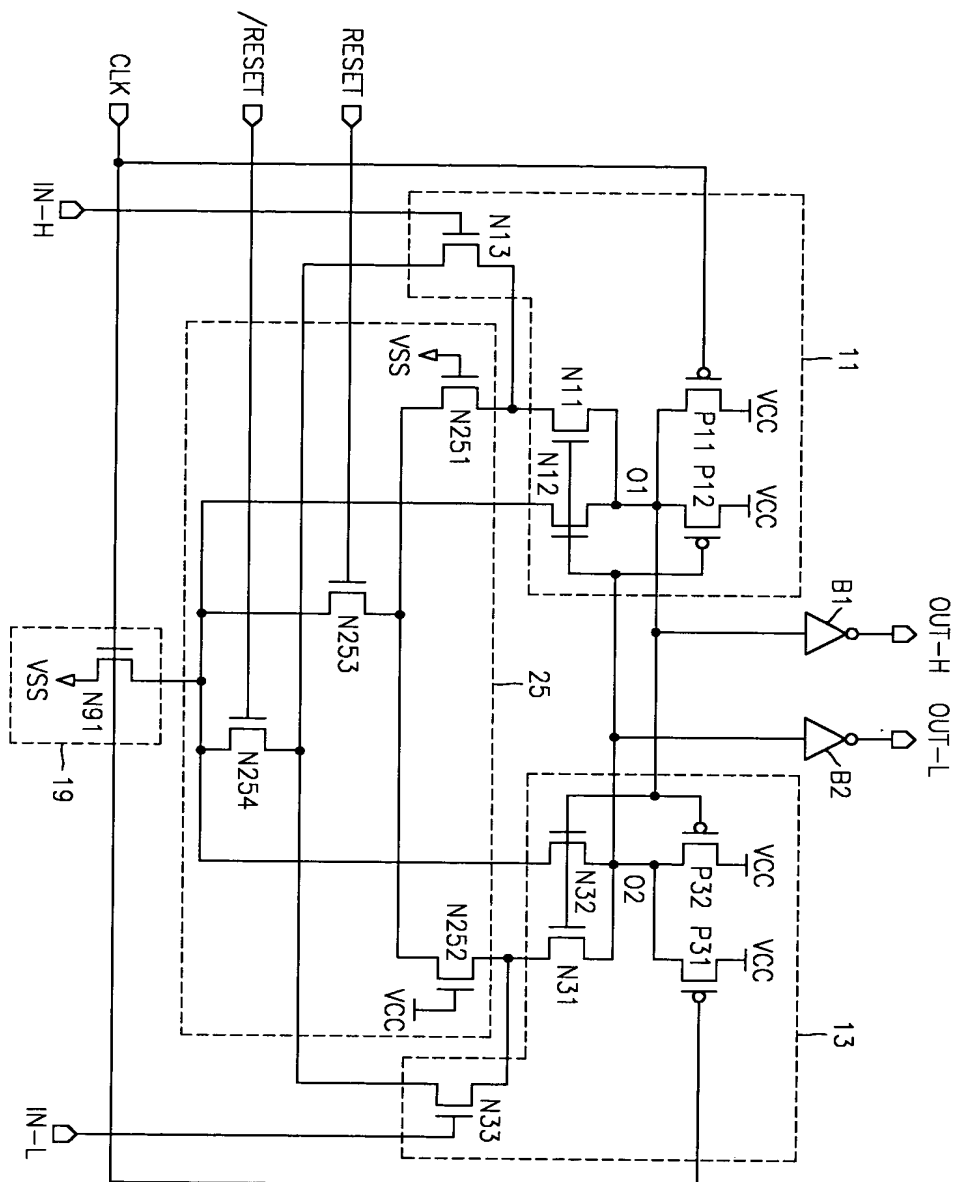 OUT-H
OUT-L
11
VCC
VCC
P11
P12
B1
B2
VCC
VCC
P32
P31
13
N13
N11
N12
O1
O2
N32
N31
N33
VSS
N251
25
N252
VCC
N253
N254
RESET
/RESET
CLK
IN-H
VSS
N91
19
IN-L